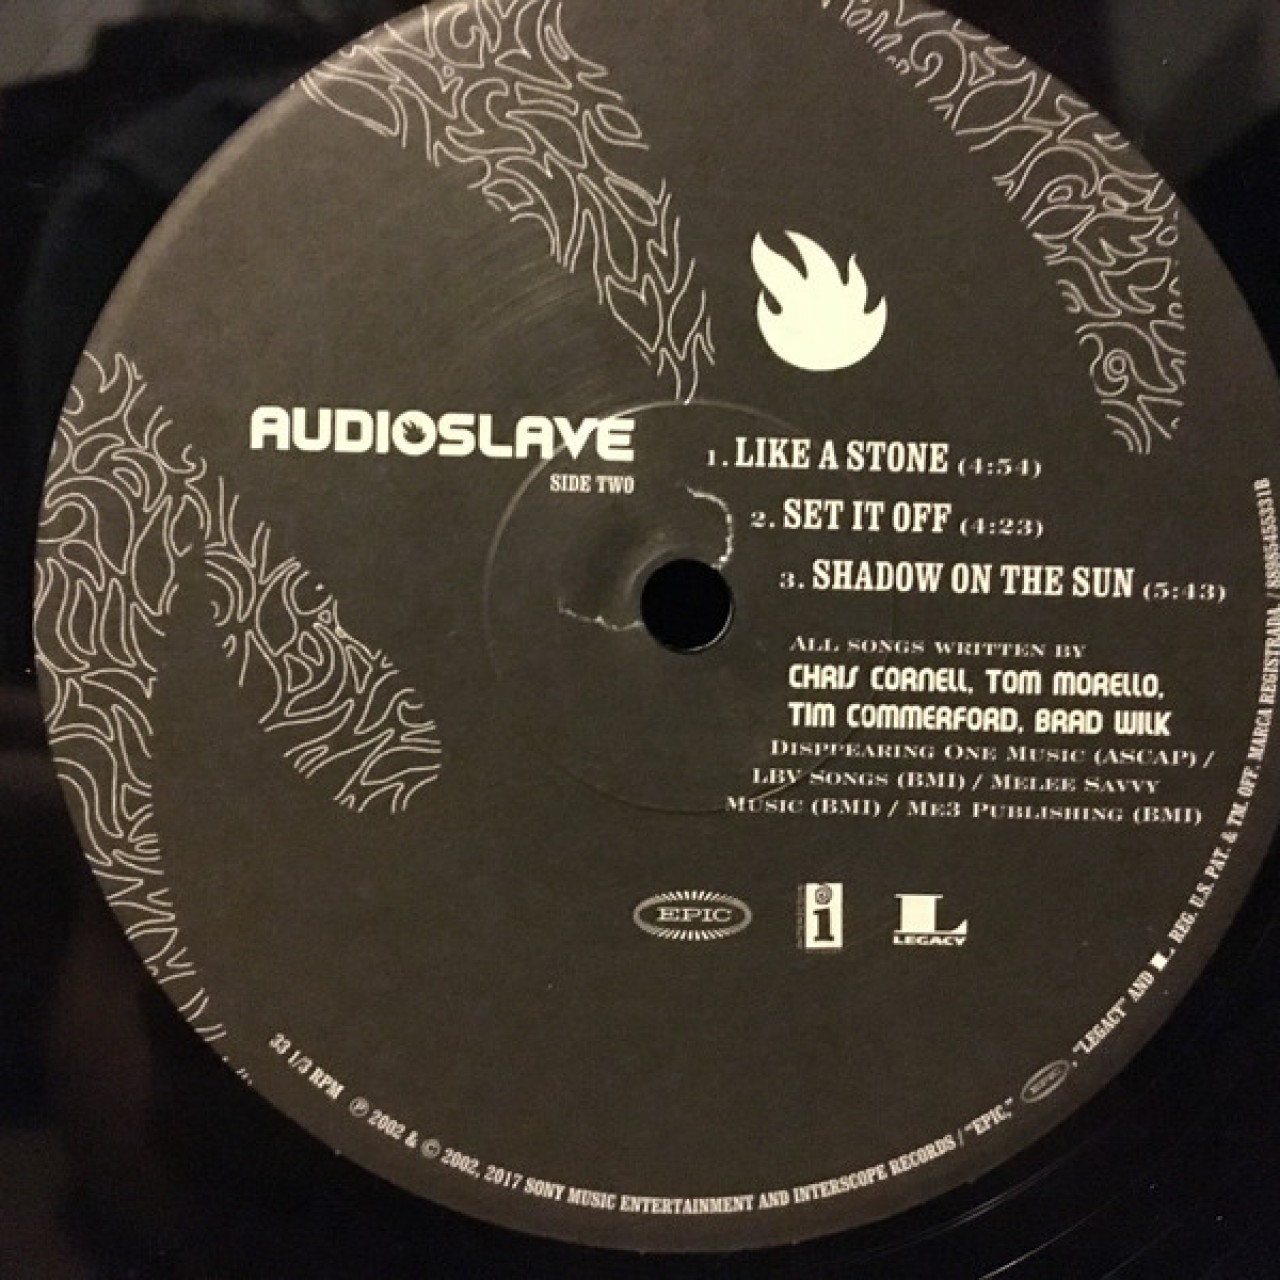 AUDIOSLAVE
SIDE TWO
1. LIKE A STONE (4:54)
2. SET IT OFF (4:23)
3. SHADOW ON THE SUN (5:43)
ALL SONGS WRITTEN BY
CHRIS CORNELL, TOM MORELLO,
TIM COMMERFORD, BRAD WILK
DISPPEARING ONE MUSIC (ASCAP) /
LBV SONGS (BMI) / MELEE SAVVY
MUSIC (BMI) / ME3 PUBLISHING (BMI)
EPIC
i
L
LEGACY
33 1/3 RPM ℗ 2002 & © 2002, 2017 SONY MUSIC ENTERTAINMENT AND INTERSCOPE RECORDS / "EPIC," EPIC, "LEGACY" AND L REG. U.S. PAT. & TM. OFF. MARCA REGISTRADA / 88985455331B